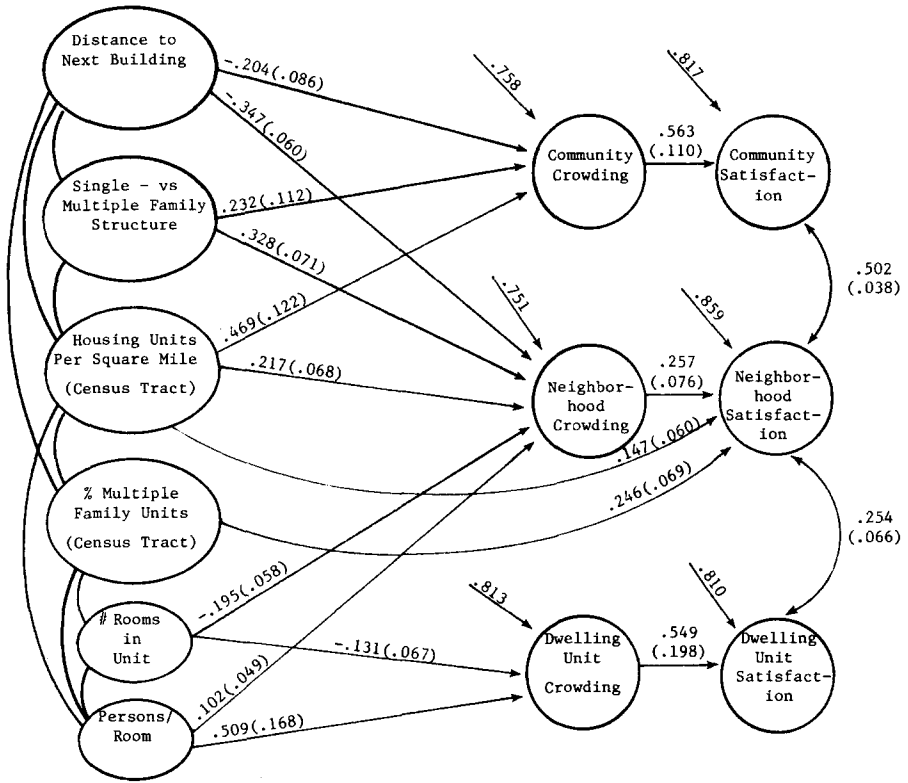 Distance to
Next Building
Single - vs
Multiple Family
Structure
Housing Units
Per Square Mile
(Census Tract)
% Multiple
Family Units
(Census Tract)
# Rooms
in
Unit
Persons/
Room
-.204(.086)
-.347(.060)
.232(.112)
.328(.071)
.469(.122)
.217(.068)
.147(.060)
.246(.069)
-.195(.058)
-.131(.067)
.102(.049)
.509(.168)
.758
Community
Crowding
.563
(.110)
.817
Community
Satisfact-
ion
.502
(.038)
.751
Neighbor-
hood
Crowding
.257
(.076)
.859
Neighbor-
hood
Satisfact-
ion
.254
(.066)
.813
Dwelling
Unit
Crowding
.549
(.198)
.810
Dwelling
Unit
Satisfact-
ion